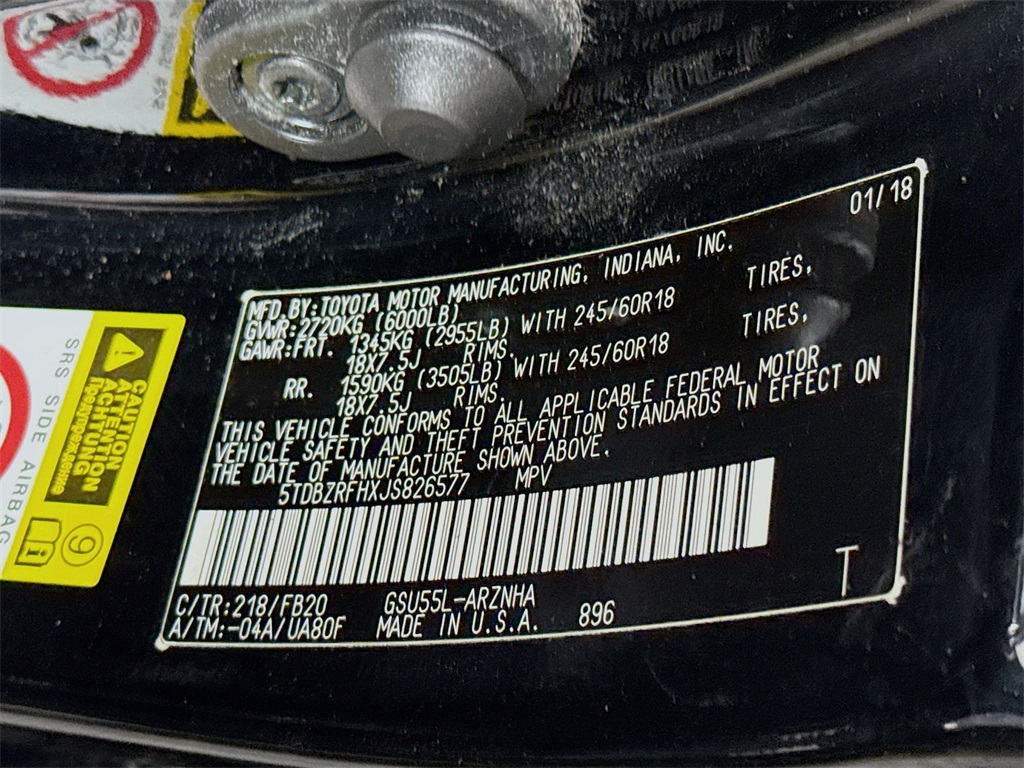 01/18
MFD.BY:TOYOTA MOTOR MANUFACTURING, INDIANA, INC.
GVWR:2720KG (6000LB)
GAWR:FRT. 1345KG (2955LB) WITH 245/60R18 TIRES,
18X7.5J RIMS.
RR. 1590KG (3505LB) WITH 245/60R18 TIRES,
18X7.5J RIMS.
THIS VEHICLE CONFORMS TO ALL APPLICABLE FEDERAL MOTOR
VEHICLE SAFETY AND THEFT PREVENTION STANDARDS IN EFFECT ON
THE DATE OF MANUFACTURE SHOWN ABOVE.
5TDBZRFHXJS826577 MPV
C/TR:218/FB20 GSU55L-ARZNHA
A/TM:-04A/UA80F MADE IN U.S.A. 896
T
SRS SIDE AIRBAG
CAUTION
ATTENTION
ACHTUNG
Предупреждение
9
i